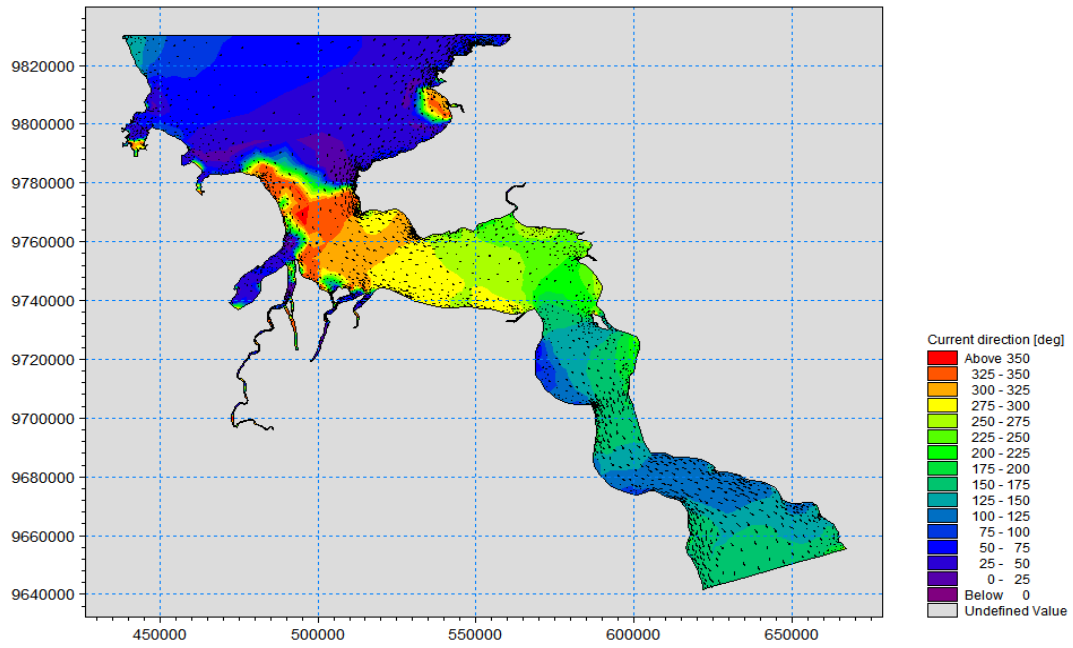 9820000
9800000
9780000
9760000
9740000
9720000
9700000
9680000
9660000
9640000
450000 500000 550000 600000 650000
Current direction [deg]
Above 350
325 - 350
300 - 325
275 - 300
250 - 275
225 - 250
200 - 225
175 - 200
150 - 175
125 - 150
100 - 125
75 - 100
50 - 75
25 - 50
0 - 25
Below 0
Undefined Value